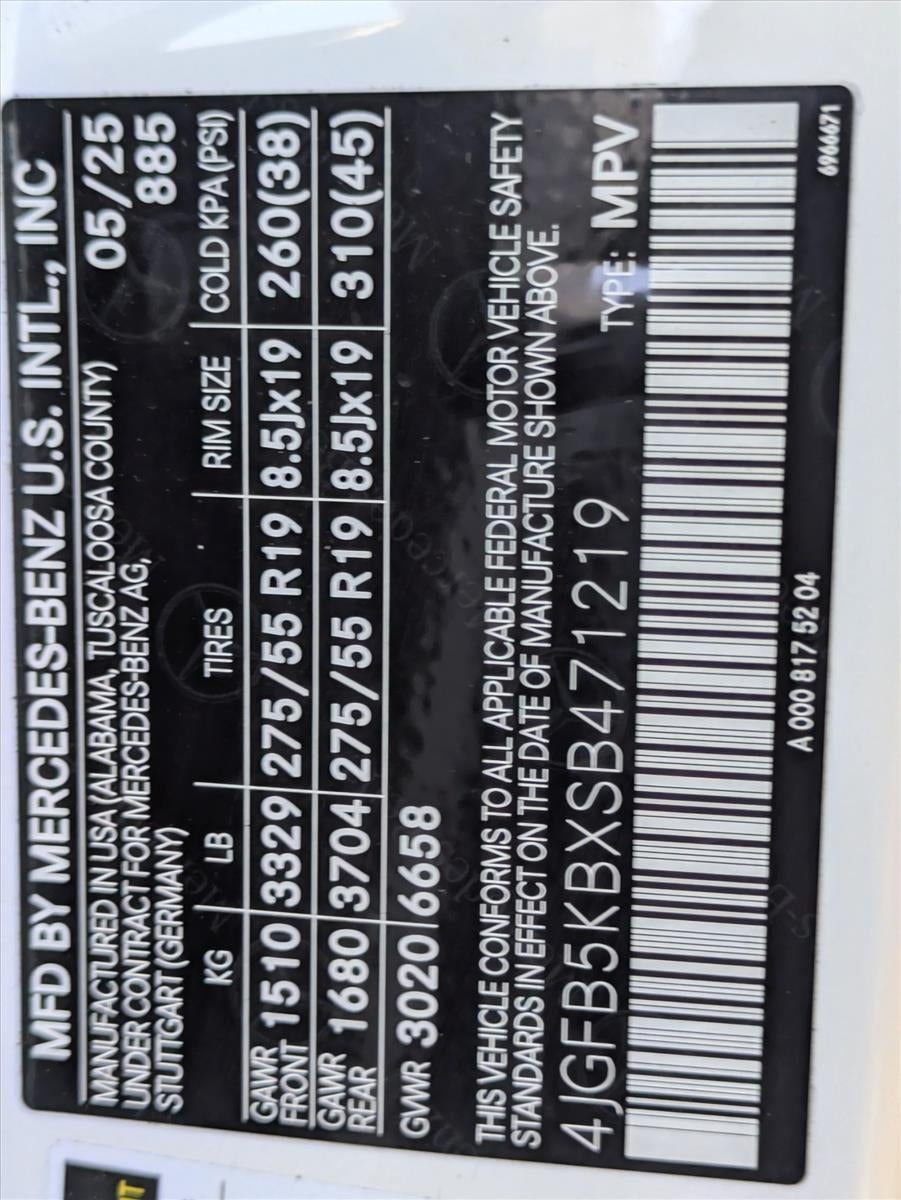 MFD BY MERCEDES-BENZ U.S. INTL., INC
MANUFACTURED IN USA (ALABAMA, TUSCALOOSA COUNTY) 05/25
UNDER CONTRACT FOR MERCEDES-BENZ AG, 885
STUTTGART (GERMANY)
KG LB TIRES RIM SIZE COLD KPA(PSI)
GAWR FRONT 1510 3329 275/55 R19 8.5Jx19 260(38)
GAWR REAR 1680 3704 275/55 R19 8.5Jx19 310(45)
GVWR 3020 6658
THIS VEHICLE CONFORMS TO ALL APPLICABLE FEDERAL MOTOR VEHICLE SAFETY
STANDARDS IN EFFECT ON THE DATE OF MANUFACTURE SHOWN ABOVE.
4JGFB5KBXSB471219 TYPE: MPV
A 000 817 52 04 6966671